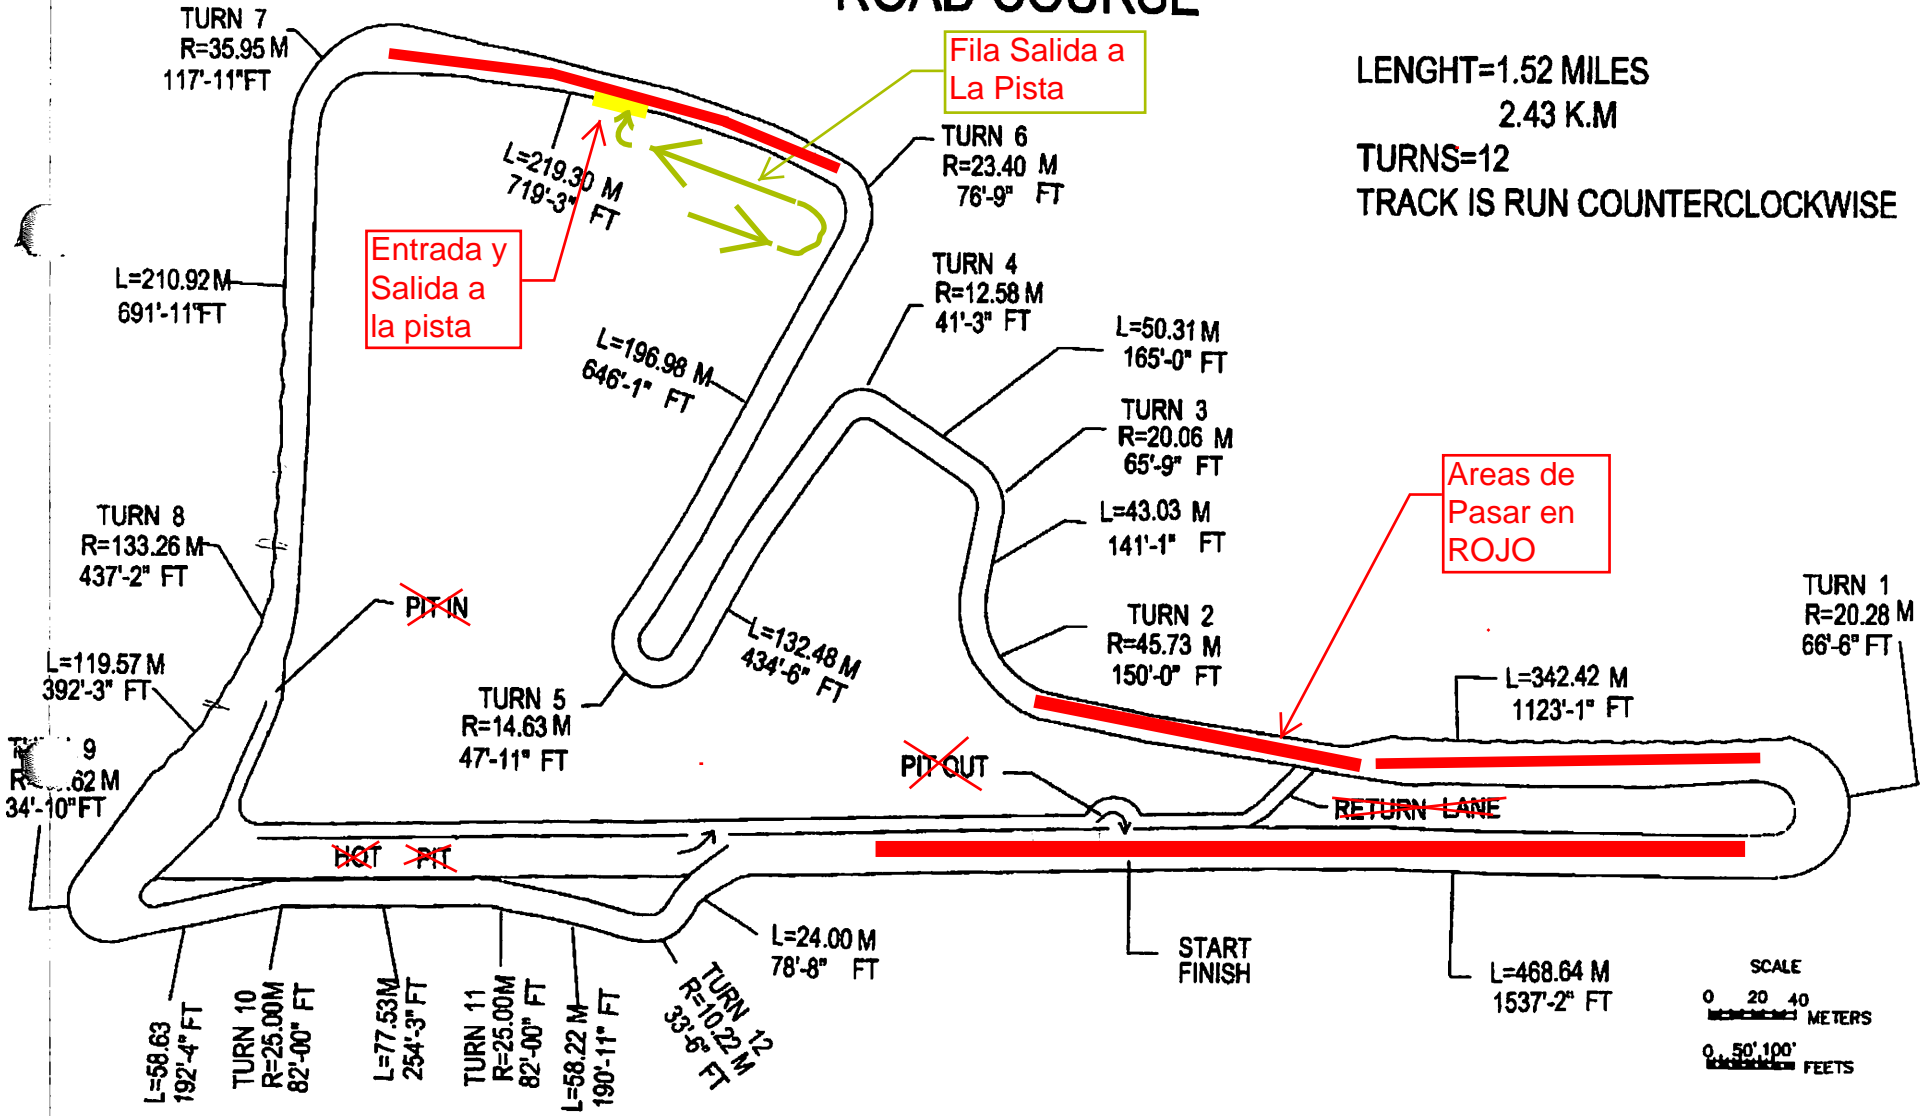 ROAD COURSE
LENGHT=1.52 MILES
2.43 K.M
TURNS=12
TRACK IS RUN COUNTERCLOCKWISE
TURN 7
R=35.95 M
117'-11"FT
Fila Salida a
La Pista
TURN 6
R=23.40 M
76'-9" FT
L=219.30 M
719'-3" FT
Entrada y
Salida a
la pista
L=210.92 M
691'-11"FT
L=196.98 M
646'-1" FT
TURN 4
R=12.58 M
41'-3" FT
L=50.31 M
165'-0" FT
TURN 3
R=20.06 M
65'-9" FT
L=43.03 M
141'-1" FT
Areas de
Pasar en
ROJO
TURN 8
R=133.26 M
437'-2" FT
PIT IN
TURN 2
R=45.73 M
150'-0" FT
TURN 1
R=20.28 M
66'-6" FT
L=132.48 M
434'-6" FT
L=119.57 M
392'-3" FT
TURN 5
R=14.63 M
47'-11" FT
L=342.42 M
1123'-1" FT
9
.62 M
34'-10"FT
PIT OUT
RETURN LANE
HOT PIT
L=24.00 M
78'-8" FT
START
FINISH
L=468.64 M
1537'-2" FT
L=58.63
192'-4" FT
TURN 10
R=25.00M
82'-00" FT
L=77.53M
254'-3" FT
TURN 11
R=25.00M
82'-00" FT
L=58.22 M
190'-11" FT
TURN 12
R=10.22 M
33'-6" FT
SCALE
0 20 40
METERS
0 50' 100'
FEETS